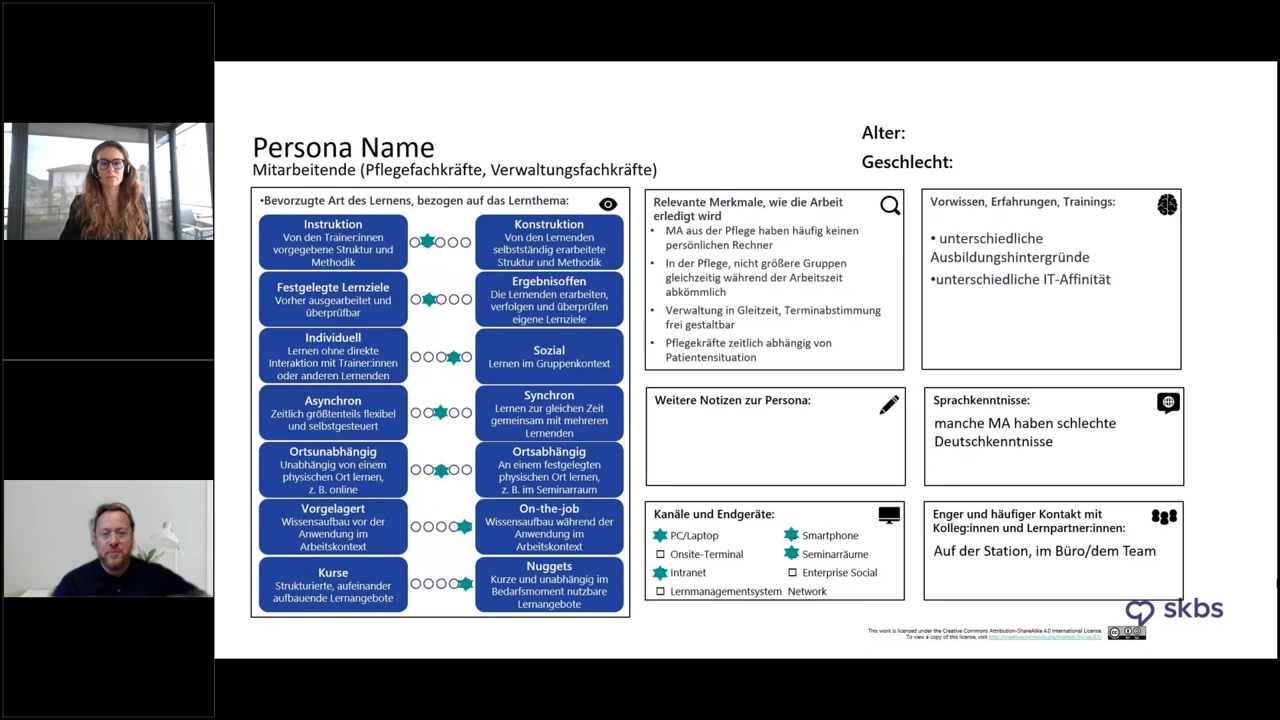 Persona Name
Mitarbeitende (Pflegefachkräfte, Verwaltungsfachkräfte)
Alter:
Geschlecht:
•Bevorzugte Art des Lernens, bezogen auf das Lernthema:
Instruktion
Von den Trainer:innen
vorgegebene Struktur und
Methodik
Konstruktion
Von den Lernenden
selbstständig erarbeitete
Struktur und Methodik
Festgelegte Lernziele
Vorher ausgearbeitet und
überprüfbar
Ergebnisoffen
Die Lernenden erarbeiten,
verfolgen und überprüfen
eigene Lernziele
Individuell
Lernen ohne direkte
Interaktion mit Trainer:innen
oder anderen Lernenden
Sozial
Lernen im Gruppenkontext
Asynchron
Zeitlich größtenteils flexibel
und selbstgesteuert
Synchron
Lernen zur gleichen Zeit
gemeinsam mit mehreren
Lernenden
Ortsunabhängig
Unabhängig von einem
physischen Ort lernen,
z. B. online
Ortsabhängig
An einem festgelegten
physischen Ort lernen,
z. B. im Seminarraum
Vorgelagert
Wissensaufbau vor der
Anwendung im
Arbeitskontext
On-the-job
Wissensaufbau während der
Anwendung im
Arbeitskontext
Kurse
Strukturierte, aufeinander
aufbauende Lernangebote
Nuggets
Kurze und unabhängig im
Bedarfsmoment nutzbare
Lernangebote
Relevante Merkmale, wie die Arbeit
erledigt wird
• MA aus der Pflege haben häufig keinen
persönlichen Rechner
• In der Pflege, nicht größere Gruppen
gleichzeitig während der Arbeitszeit
abkömmlich
• Verwaltung in Gleitzeit, Terminabstimmung
frei gestaltbar
• Pflegekräfte zeitlich abhängig von
Patientensituation
Vorwissen, Erfahrungen, Trainings:
• unterschiedliche
Ausbildungshintergründe
•unterschiedliche IT-Affinität
Weitere Notizen zur Persona:
Sprachkenntnisse:
manche MA haben schlechte
Deutschkenntnisse
Kanäle und Endgeräte:
PC/Laptop
Onsite-Terminal
Intranet
Lernmanagementsystem
Smartphone
Seminarräume
Enterprise Social
Network
Enger und häufiger Kontakt mit
Kolleg:innen und Lernpartner:innen:
Auf der Station, im Büro/dem Team
skbs
This work is licensed under the Creative Commons Attribution-ShareAlike 4.0 International License.
To view a copy of this license, visit http://creativecommons.org/licenses/by-sa/4.0/